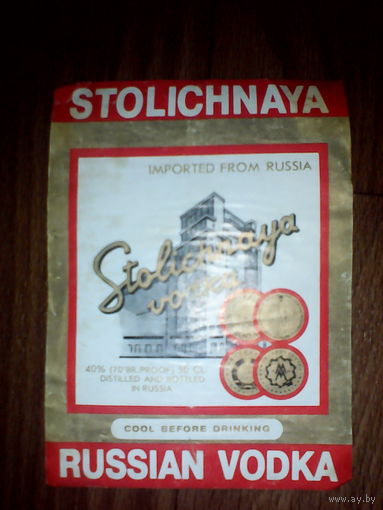 STOLICHNAYA
IMPORTED FROM RUSSIA
Stolichnaya
vodka
40% (70°BR. PROOF) 50 CL
DISTILLED AND BOTTLED
IN RUSSIA
COOL BEFORE DRINKING
RUSSIAN VODKA
www.ay.by